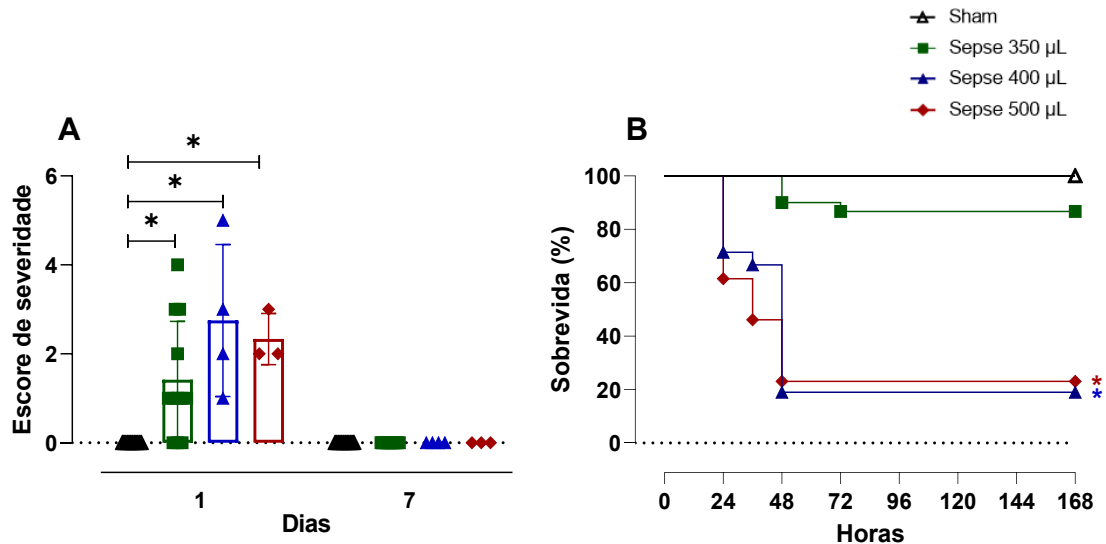 Sham
Sepse 350 µL
Sepse 400 µL
Sepse 500 µL
A
Escore de severidade
6
4
2
0
*
*
*
1
7
Dias
B
Sobrevida (%)
100
80
60
40
20
0
*
*
0 24 48 72 96 120 144 168
Horas